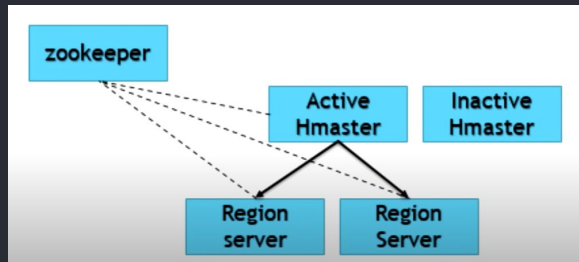 zookeeper
Active
Hmaster
Inactive
Hmaster
Region
server
Region
Server